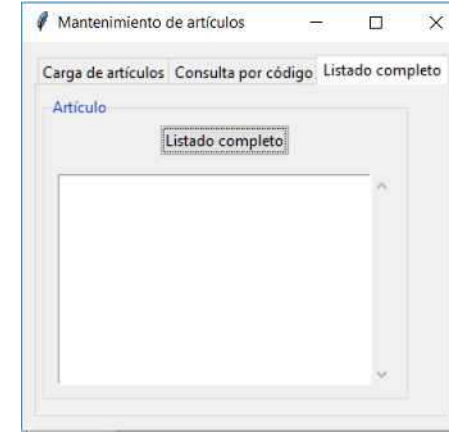 Mantenimiento de artículos
Carga de artículos Consulta por código Listado completo
Artículo
Listado completo